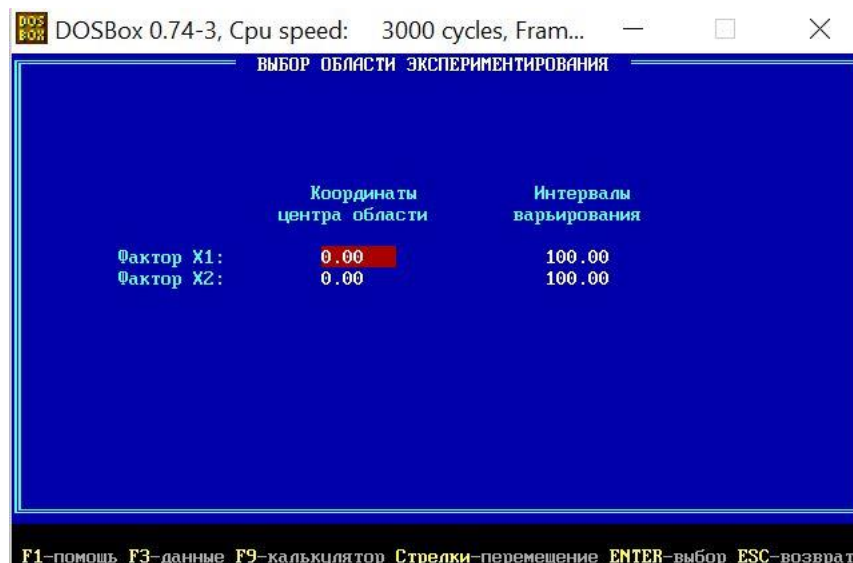 DOS BOX DOSBox 0.74-3, Cpu speed: 3000 cycles, Fram...
ВЫБОР ОБЛАСТИ ЭКСПЕРИМЕНТИРОВАНИЯ
Координаты Интервалы
центра области варьирования
Фактор X1: 0.00 100.00
Фактор X2: 0.00 100.00
F1-помощь F3-данные F9-калькулятор Стрелки-перемещение ENTER-выбор ESC-возврат